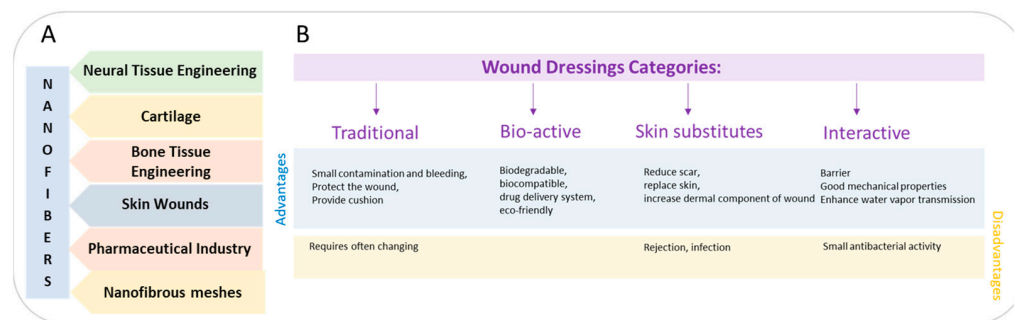 A
NANOFIBERS
Neural Tissue Engineering
Cartilage
Bone Tissue
Engineering
Skin Wounds
Pharmaceutical Industry
Nanofibrous meshes
B
Wound Dressings Categories:
Traditional
Bio-active
Skin substitutes
Interactive
Advantages
Small contamination and bleeding,
Protect the wound,
Provide cushion
Biodegradable,
biocompatible,
drug delivery system,
eco-friendly
Reduce scar,
replace skin,
increase dermal component of wound
Barrier
Good mechanical properties
Enhance water vapor transmission
Disadvantages
Requires often changing
Rejection, infection
Small antibacterial activity